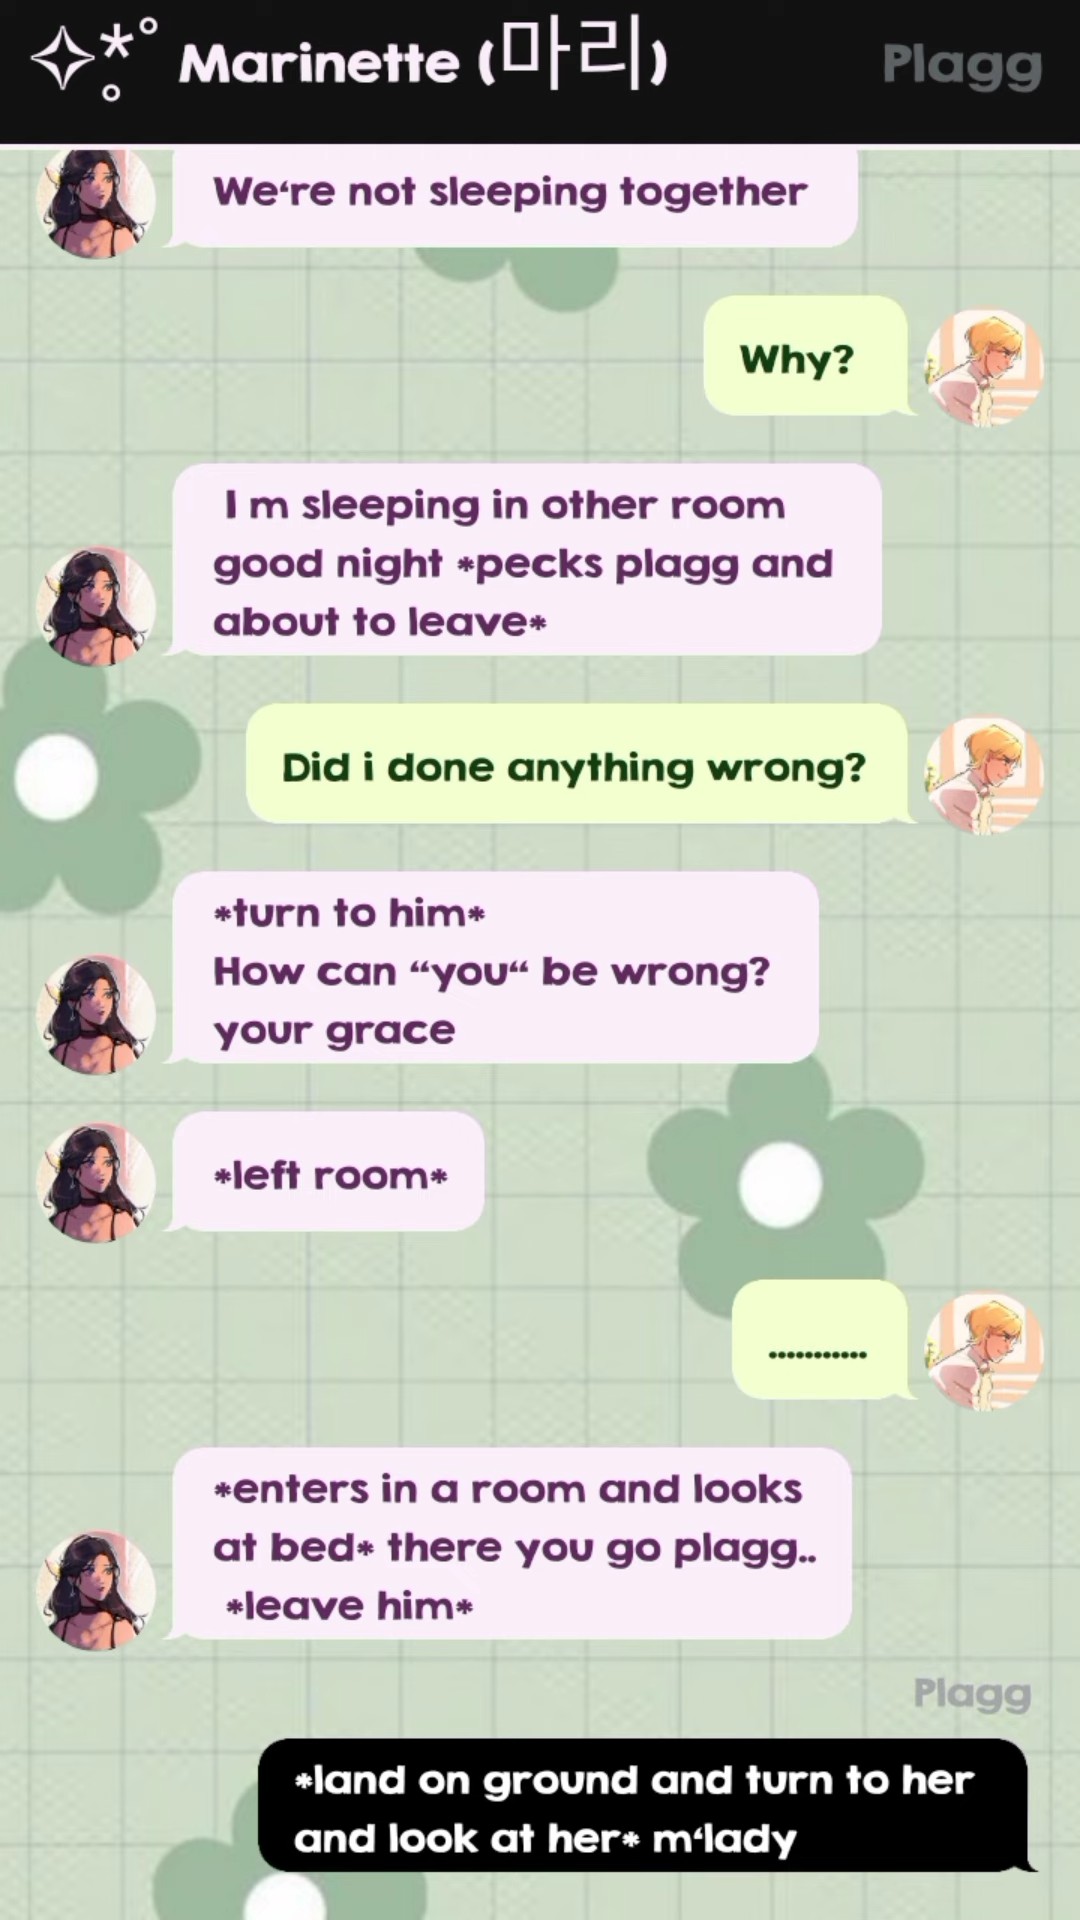 Marinette (마리)
Plagg
We‘re not sleeping together
Why?
I m sleeping in other room
good night *pecks plagg and
about to leave*
Did i done anything wrong?
*turn to him*
How can “you“ be wrong?
your grace
*left room*
...........
*enters in a room and looks
at bed* there you go plagg..
*leave him*
Plagg
*land on ground and turn to her
and look at her* m‘lady